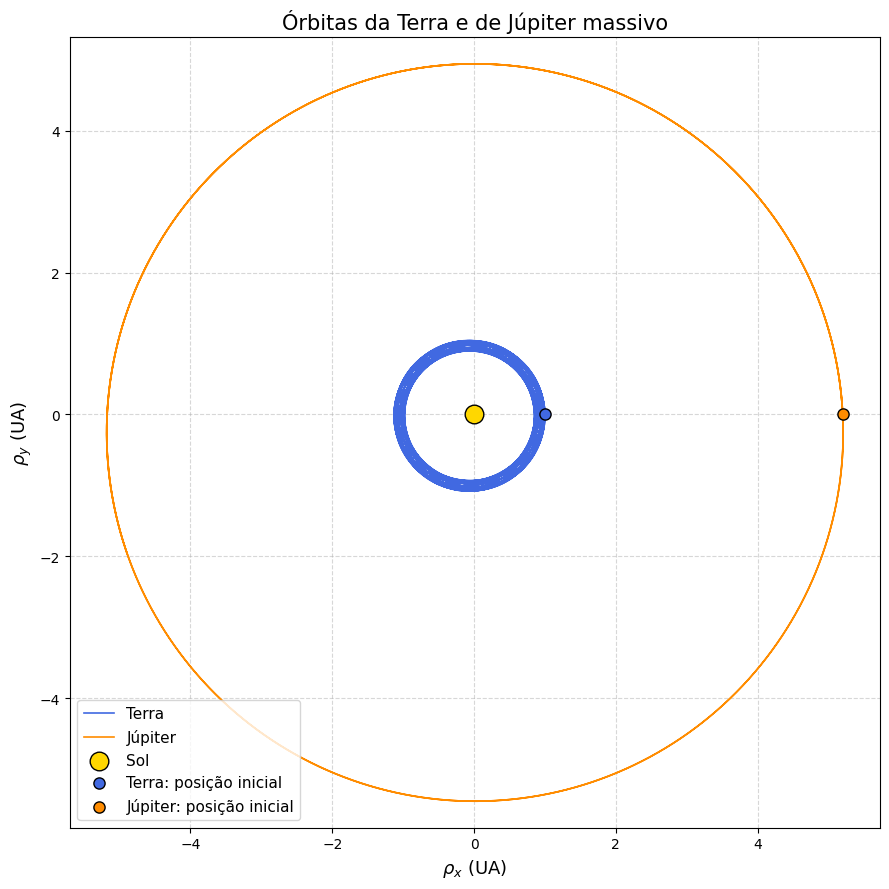 Órbitas da Terra e de Júpiter massivo
4
2
0
−2
−4
ρy (UA)
Terra
Júpiter
Sol
Terra: posição inicial
Júpiter: posição inicial
−4 −2 0 2 4
ρx (UA)